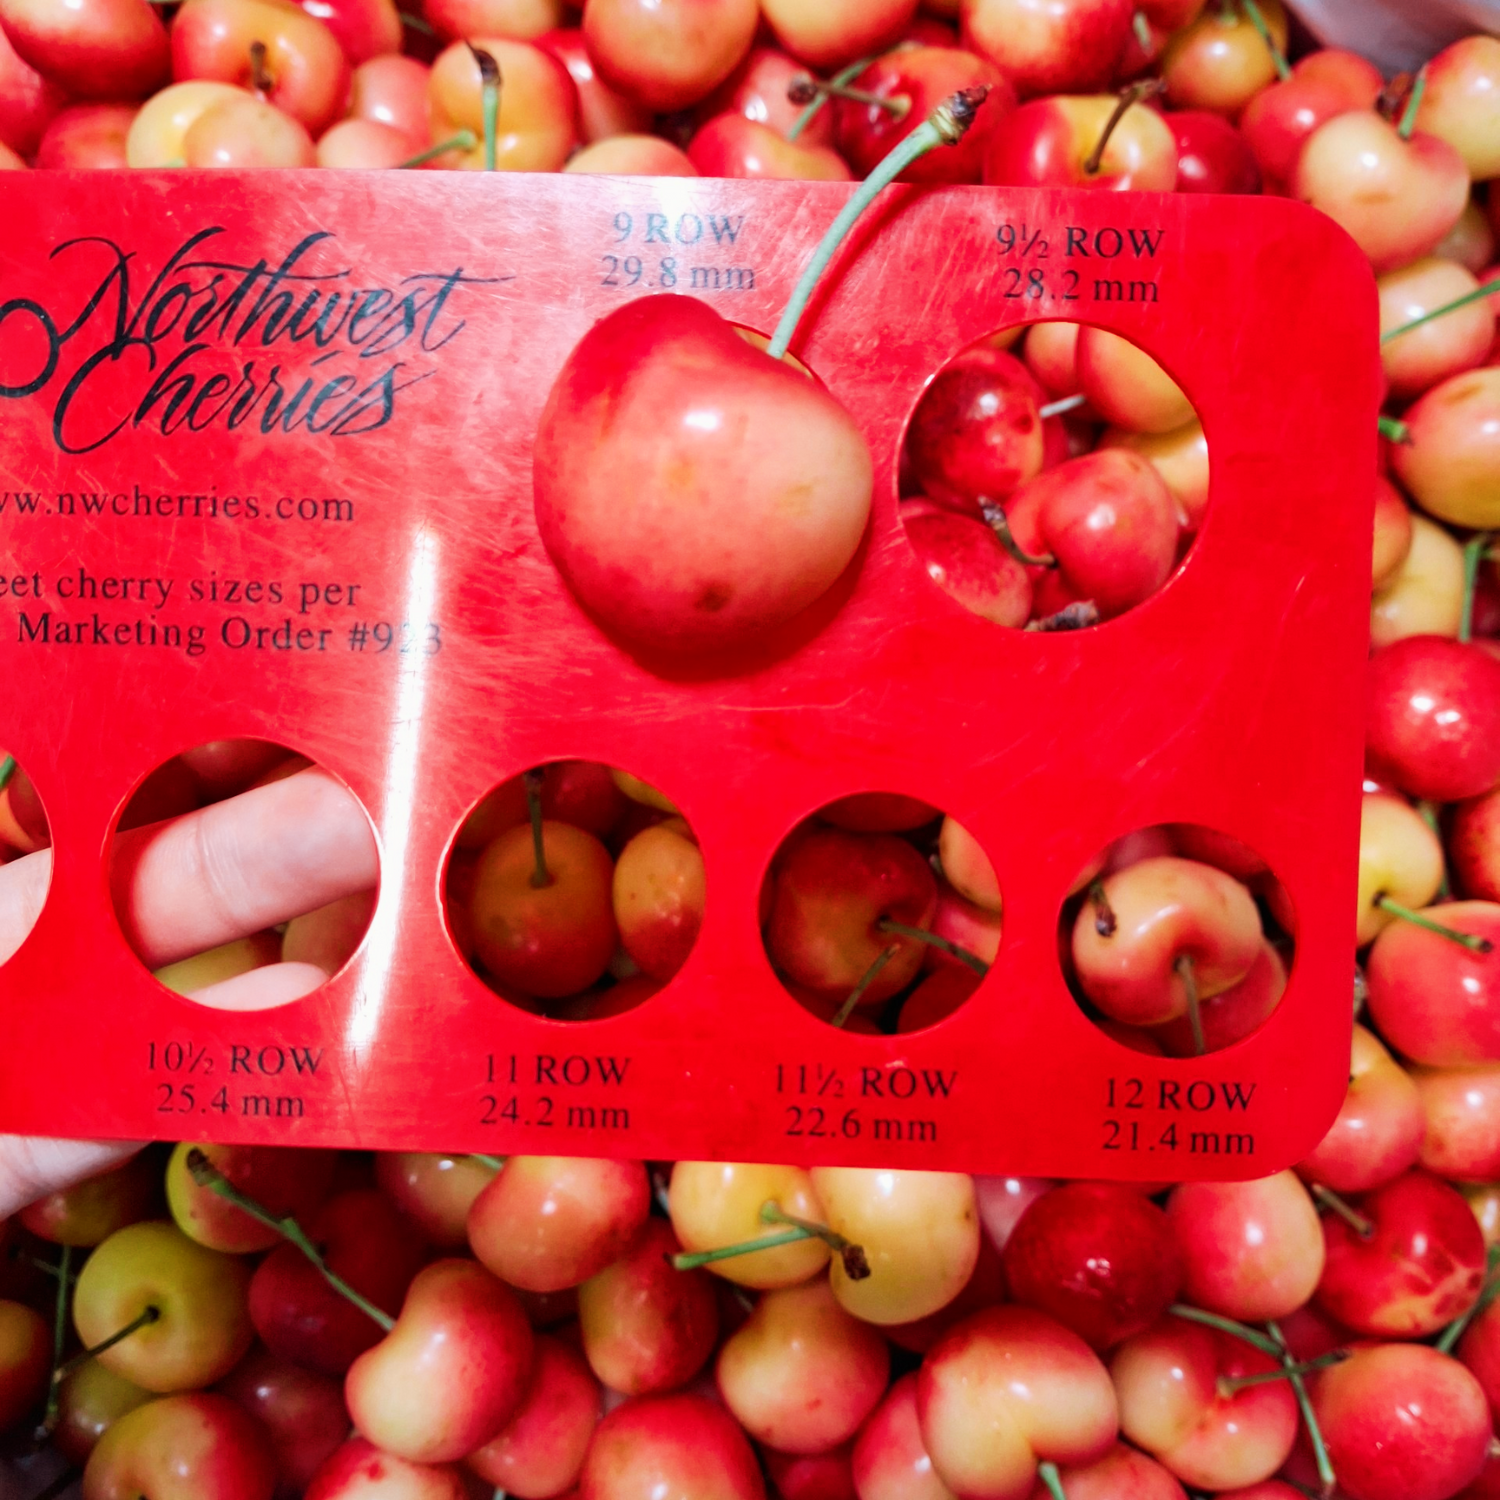 Northwest
Cherries
www.nwcherries.com
eet cherry sizes per
Marketing Order #923
9 ROW
29.8 mm
9½ ROW
28.2 mm
10½ ROW
25.4 mm
11 ROW
24.2 mm
11½ ROW
22.6 mm
12 ROW
21.4 mm